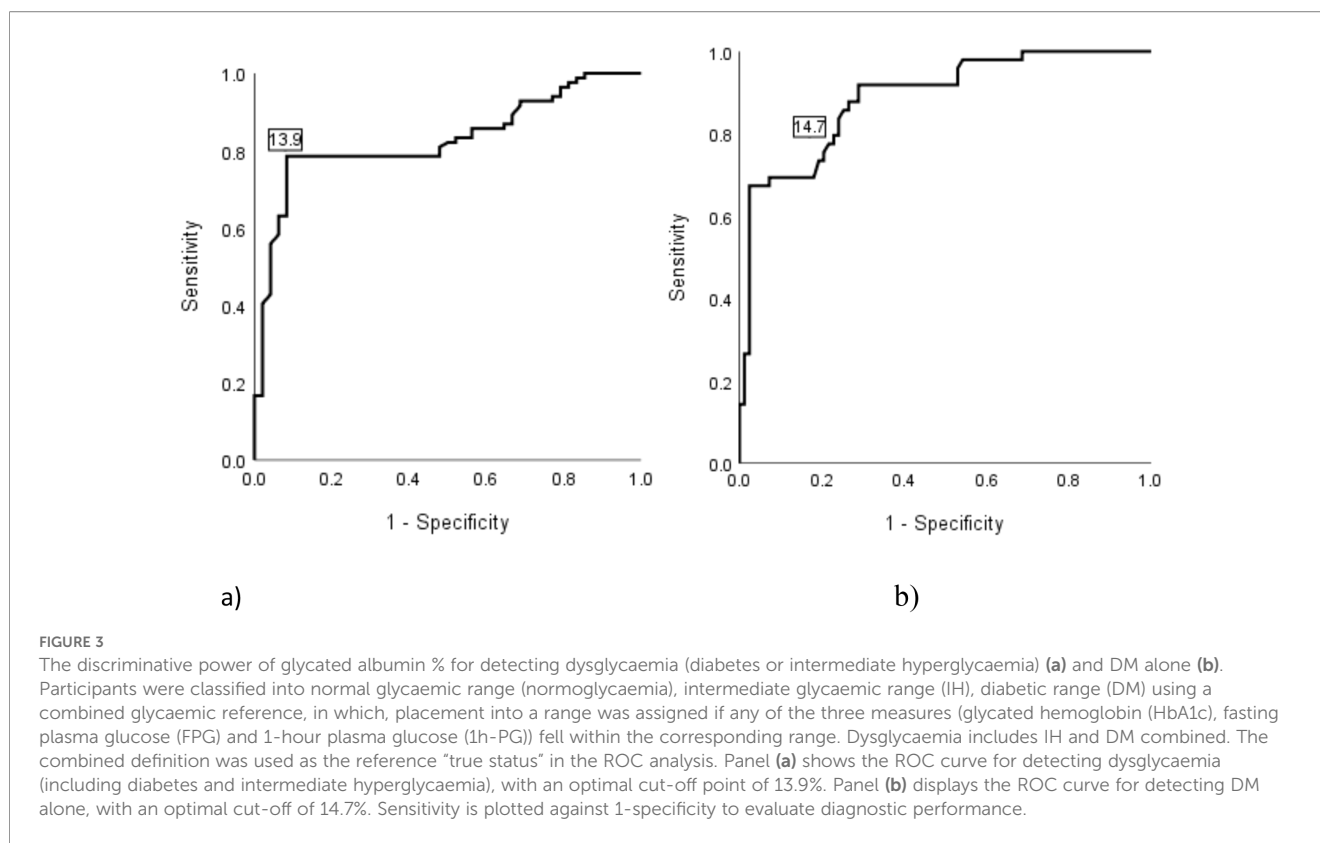 1.0
0.8
0.6
0.4
0.2
0.0
Sensitivity
13.9
0.0 0.2 0.4 0.6 0.8 1.0
1 - Specificity
a)
1.0
0.8
0.6
0.4
0.2
0.0
Sensitivity
14.7
0.0 0.2 0.4 0.6 0.8 1.0
1 - Specificity
b)
FIGURE 3
The discriminative power of glycated albumin % for detecting dysglycaemia (diabetes or intermediate hyperglycaemia) (a) and DM alone (b).
Participants were classified into normal glycaemic range (normoglycaemia), intermediate glycaemic range (IH), diabetic range (DM) using a
combined glycaemic reference, in which, placement into a range was assigned if any of the three measures (glycated hemoglobin (HbA1c), fasting
plasma glucose (FPG) and 1-hour plasma glucose (1h-PG)) fell within the corresponding range. Dysglycaemia includes IH and DM combined. The
combined definition was used as the reference “true status” in the ROC analysis. Panel (a) shows the ROC curve for detecting dysglycaemia
(including diabetes and intermediate hyperglycaemia), with an optimal cut-off point of 13.9%. Panel (b) displays the ROC curve for detecting DM
alone, with an optimal cut-off of 14.7%. Sensitivity is plotted against 1-specificity to evaluate diagnostic performance.